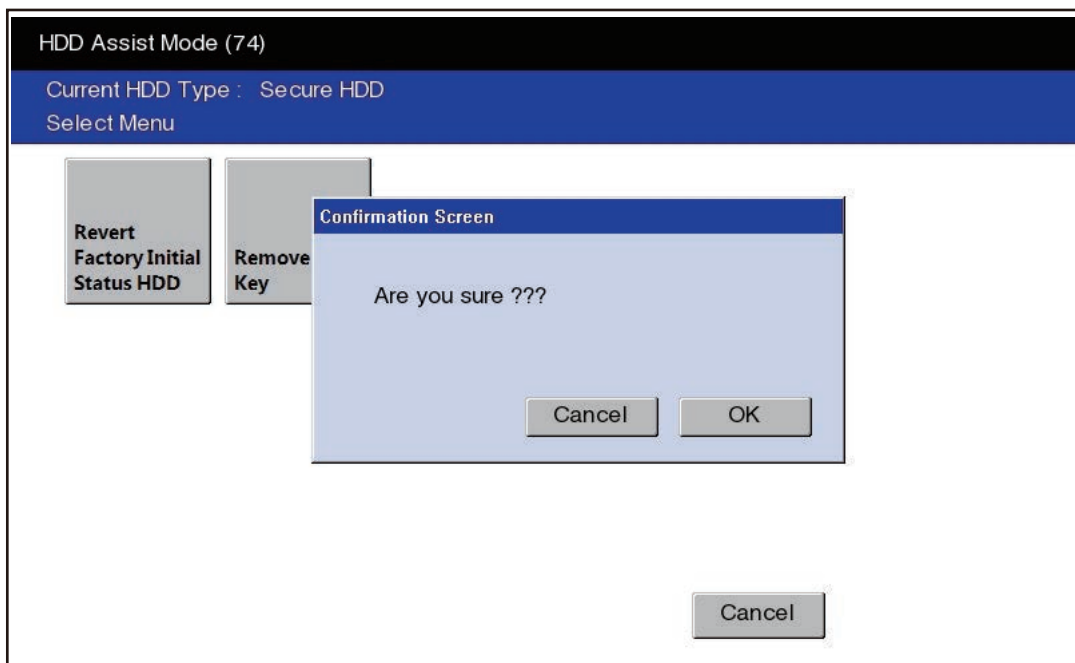 HDD Assist Mode (74)
Current HDD Type : Secure HDD
Select Menu
Revert
Factory Initial
Status HDD
Remove
Key
Confirmation Screen
Are you sure ???
Cancel
OK
Cancel